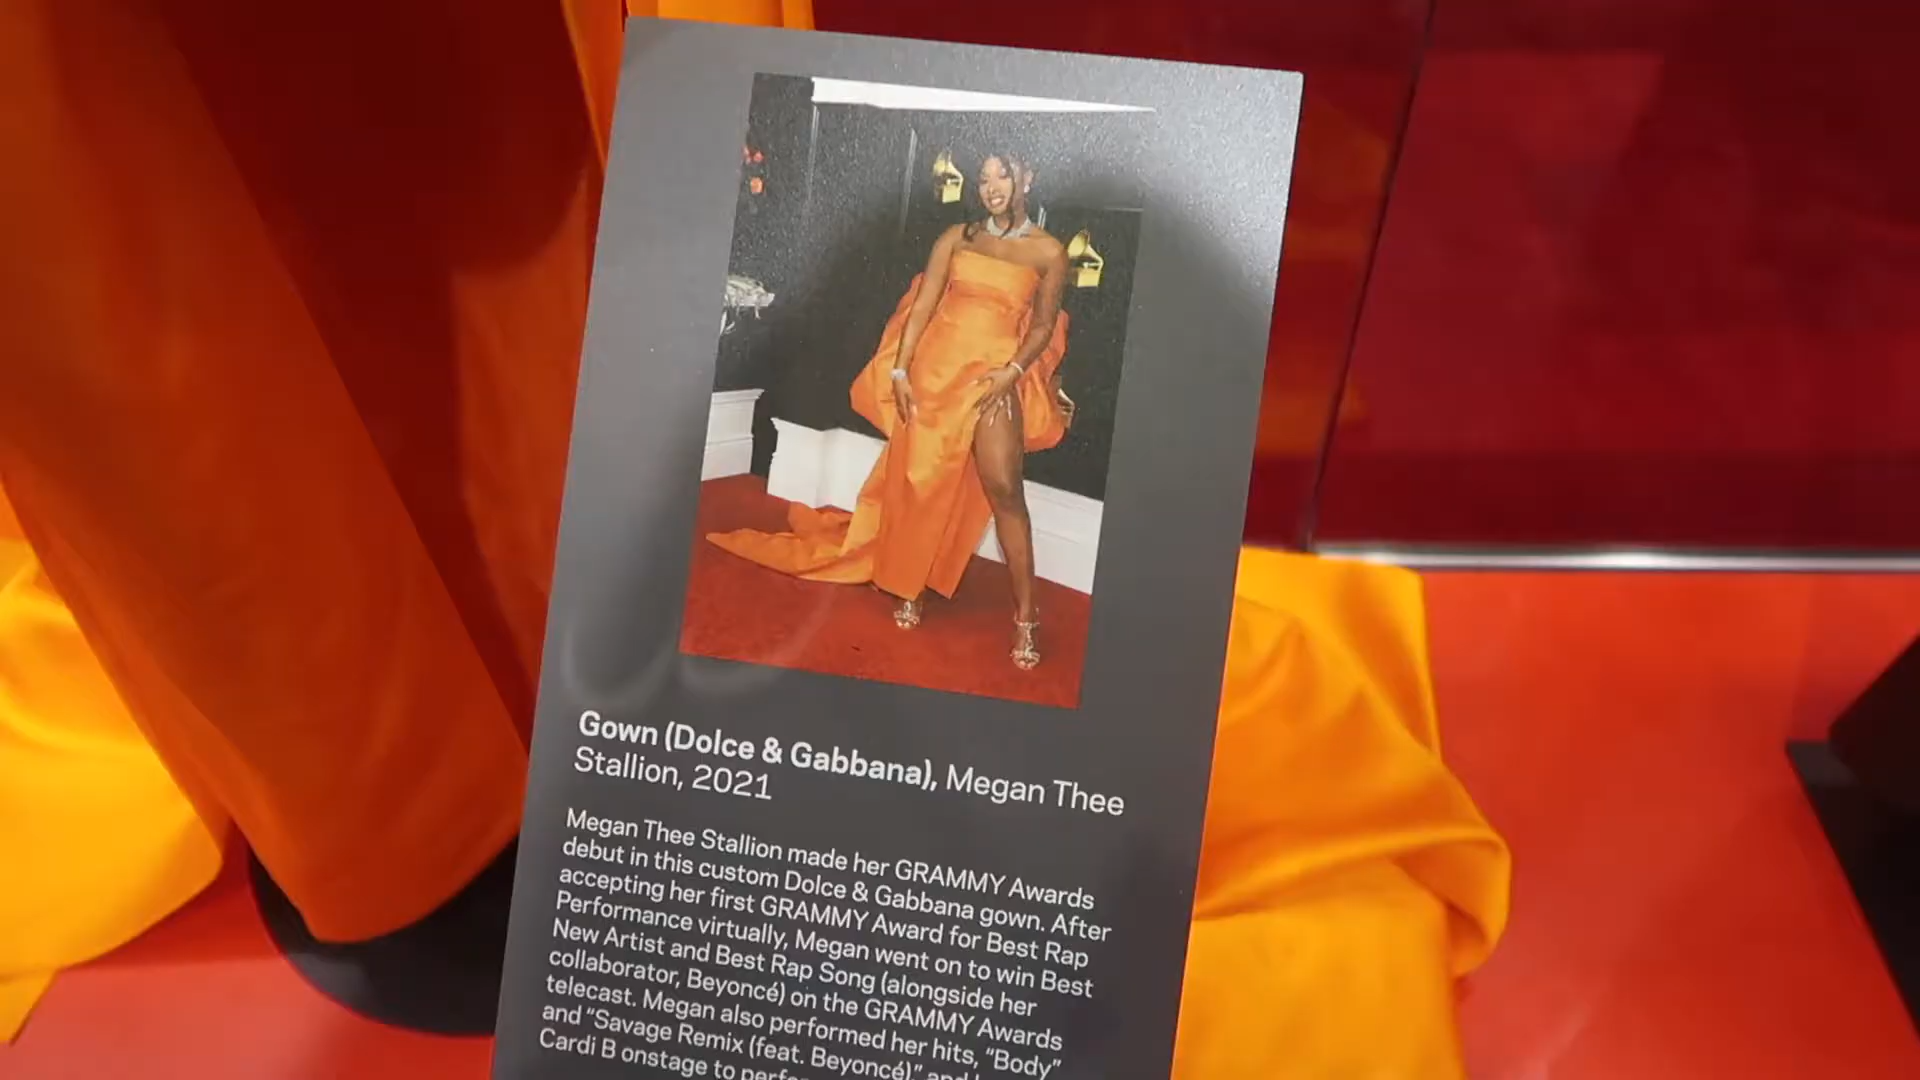 Gown (Dolce & Gabbana), Megan Thee
Stallion, 2021
Megan Thee Stallion made her GRAMMY Awards
debut in this custom Dolce & Gabbana gown. After
accepting her first GRAMMY Award for Best Rap
Performance virtually, Megan went on to win Best
New Artist and Best Rap Song (alongside her
collaborator, Beyoncé) on the GRAMMY Awards
telecast. Megan also performed her hits, “Body”
and “Savage Remix (feat. Beyoncé)” and
Cardi B onstage to